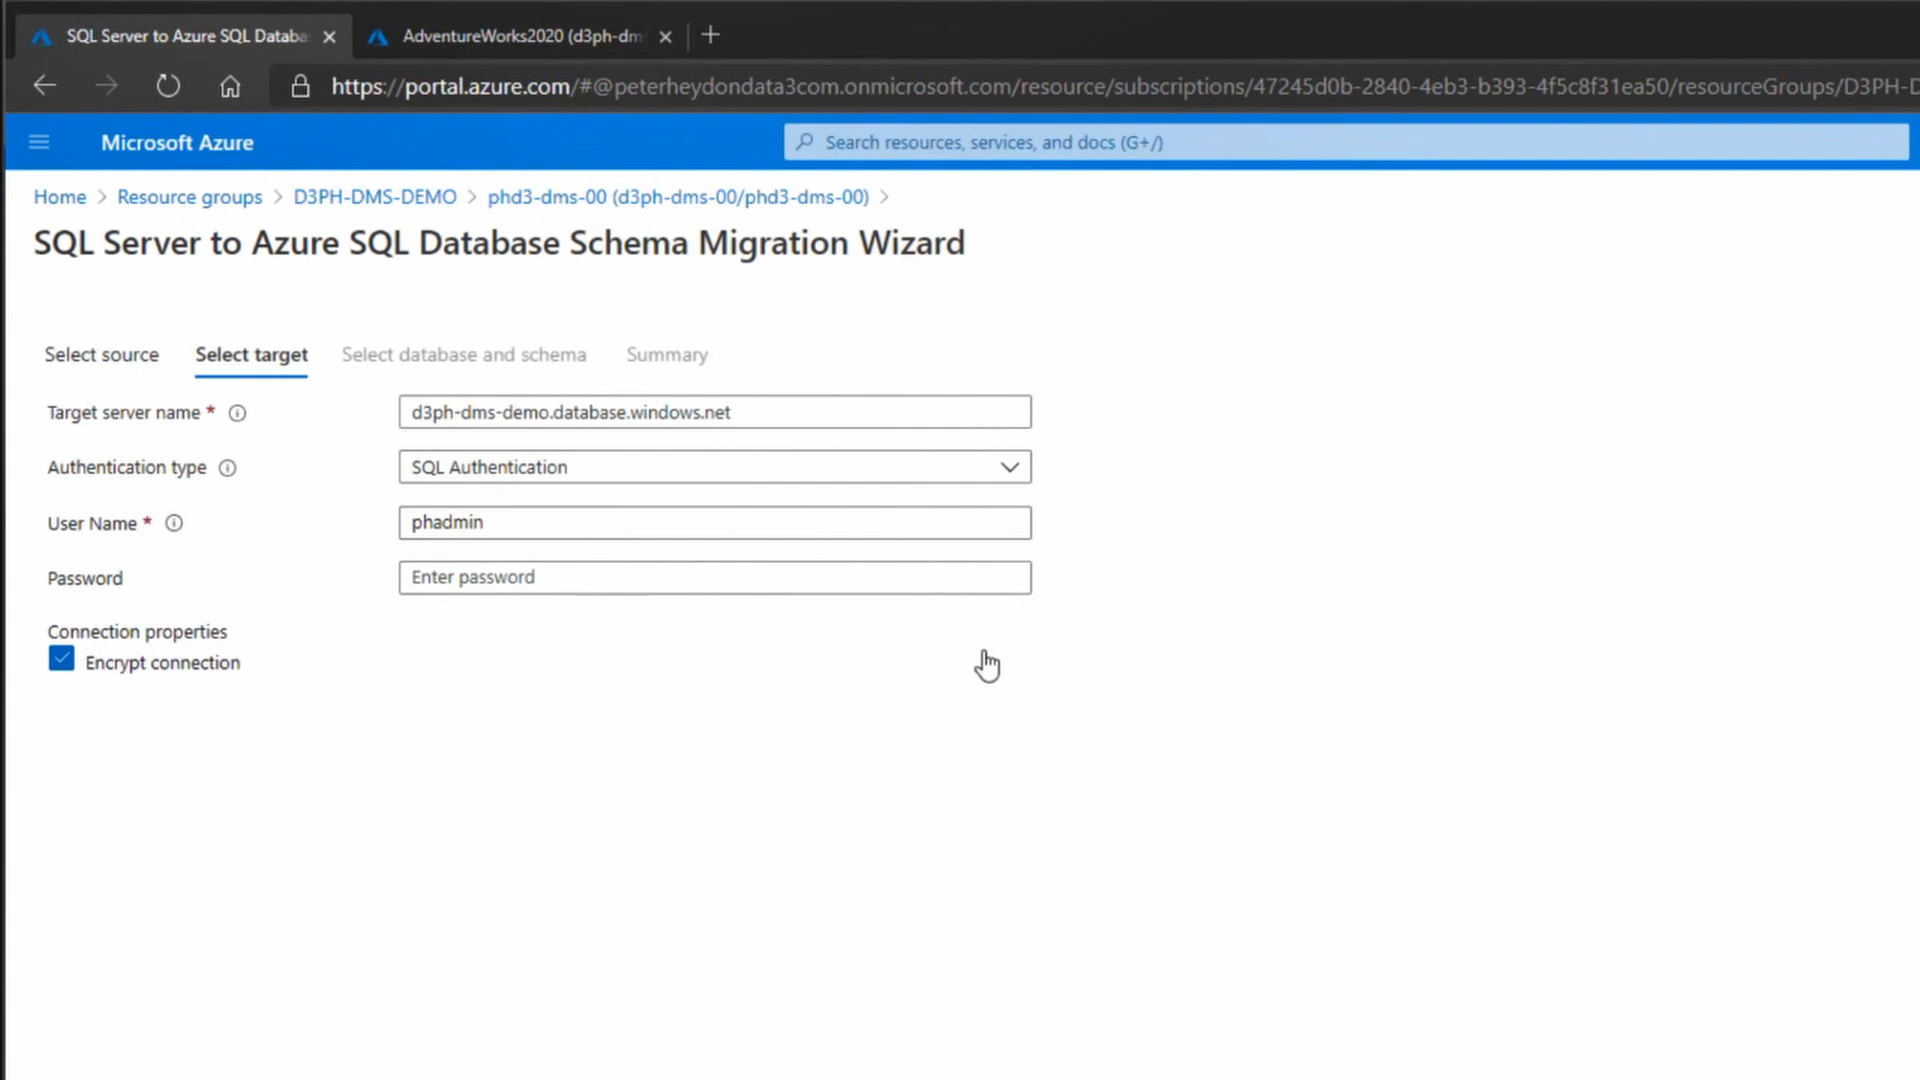 SQL Server to Azure SQL Databa
AdventureWorks2020 (d3ph-dm
https://portal.azure.com/#@peterheydondata3com.onmicrosoft.com/resource/subscriptions/47245d0b-2840-4eb3-b393-4f5c8f31ea50/resourceGroups/D3PH-D
Microsoft Azure
Search resources, services, and docs (G+/)
Home > Resource groups > D3PH-DMS-DEMO > phd3-dms-00 (d3ph-dms-00/phd3-dms-00) >
SQL Server to Azure SQL Database Schema Migration Wizard
Select source Select target Select database and schema Summary
Target server name * d3ph-dms-demo.database.windows.net
Authentication type SQL Authentication
User Name * phadmin
Password Enter password
Connection properties
Encrypt connection